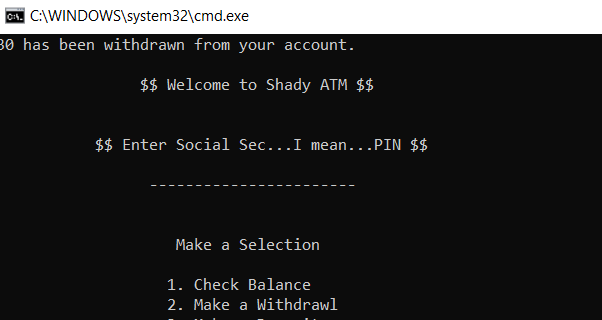 C:\WINDOWS\system32\cmd.exe
30 has been withdrawn from your account.
$$ Welcome to Shady ATM $$
$$ Enter Social Sec...I mean...PIN $$
-----------------------
Make a Selection
1. Check Balance
2. Make a Withdrawl